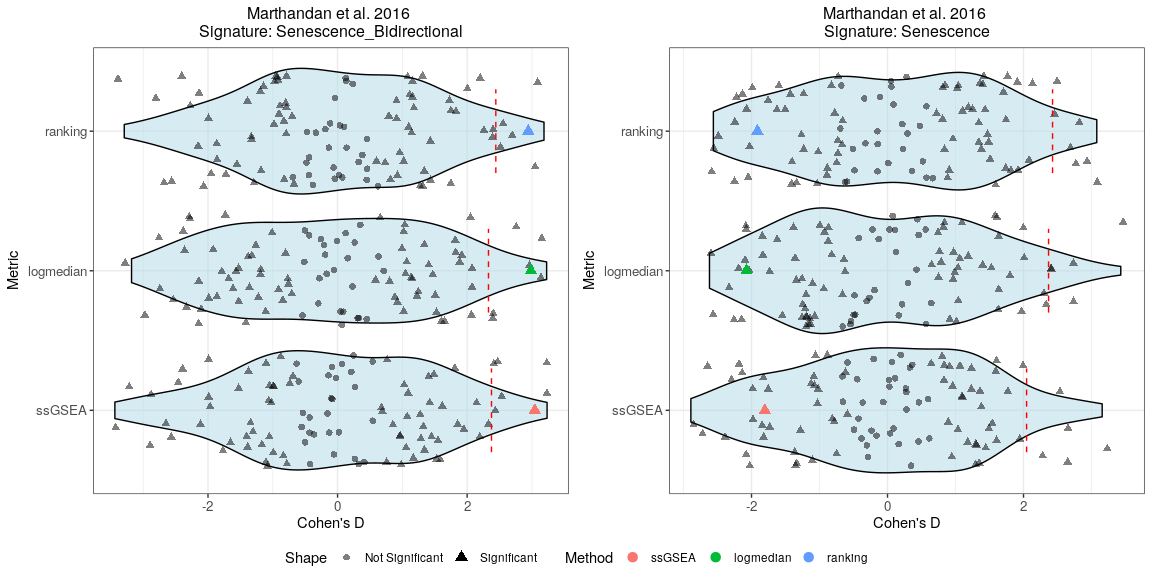 Marthandan et al. 2016
Signature: Senescence_Bidirectional
Metric
ranking
logmedian
ssGSEA
-2
0
2
Cohen's D
Marthandan et al. 2016
Signature: Senescence
Metric
ranking
logmedian
ssGSEA
-2
0
2
Cohen's D
Shape Not Significant Significant Method ssGSEA logmedian ranking